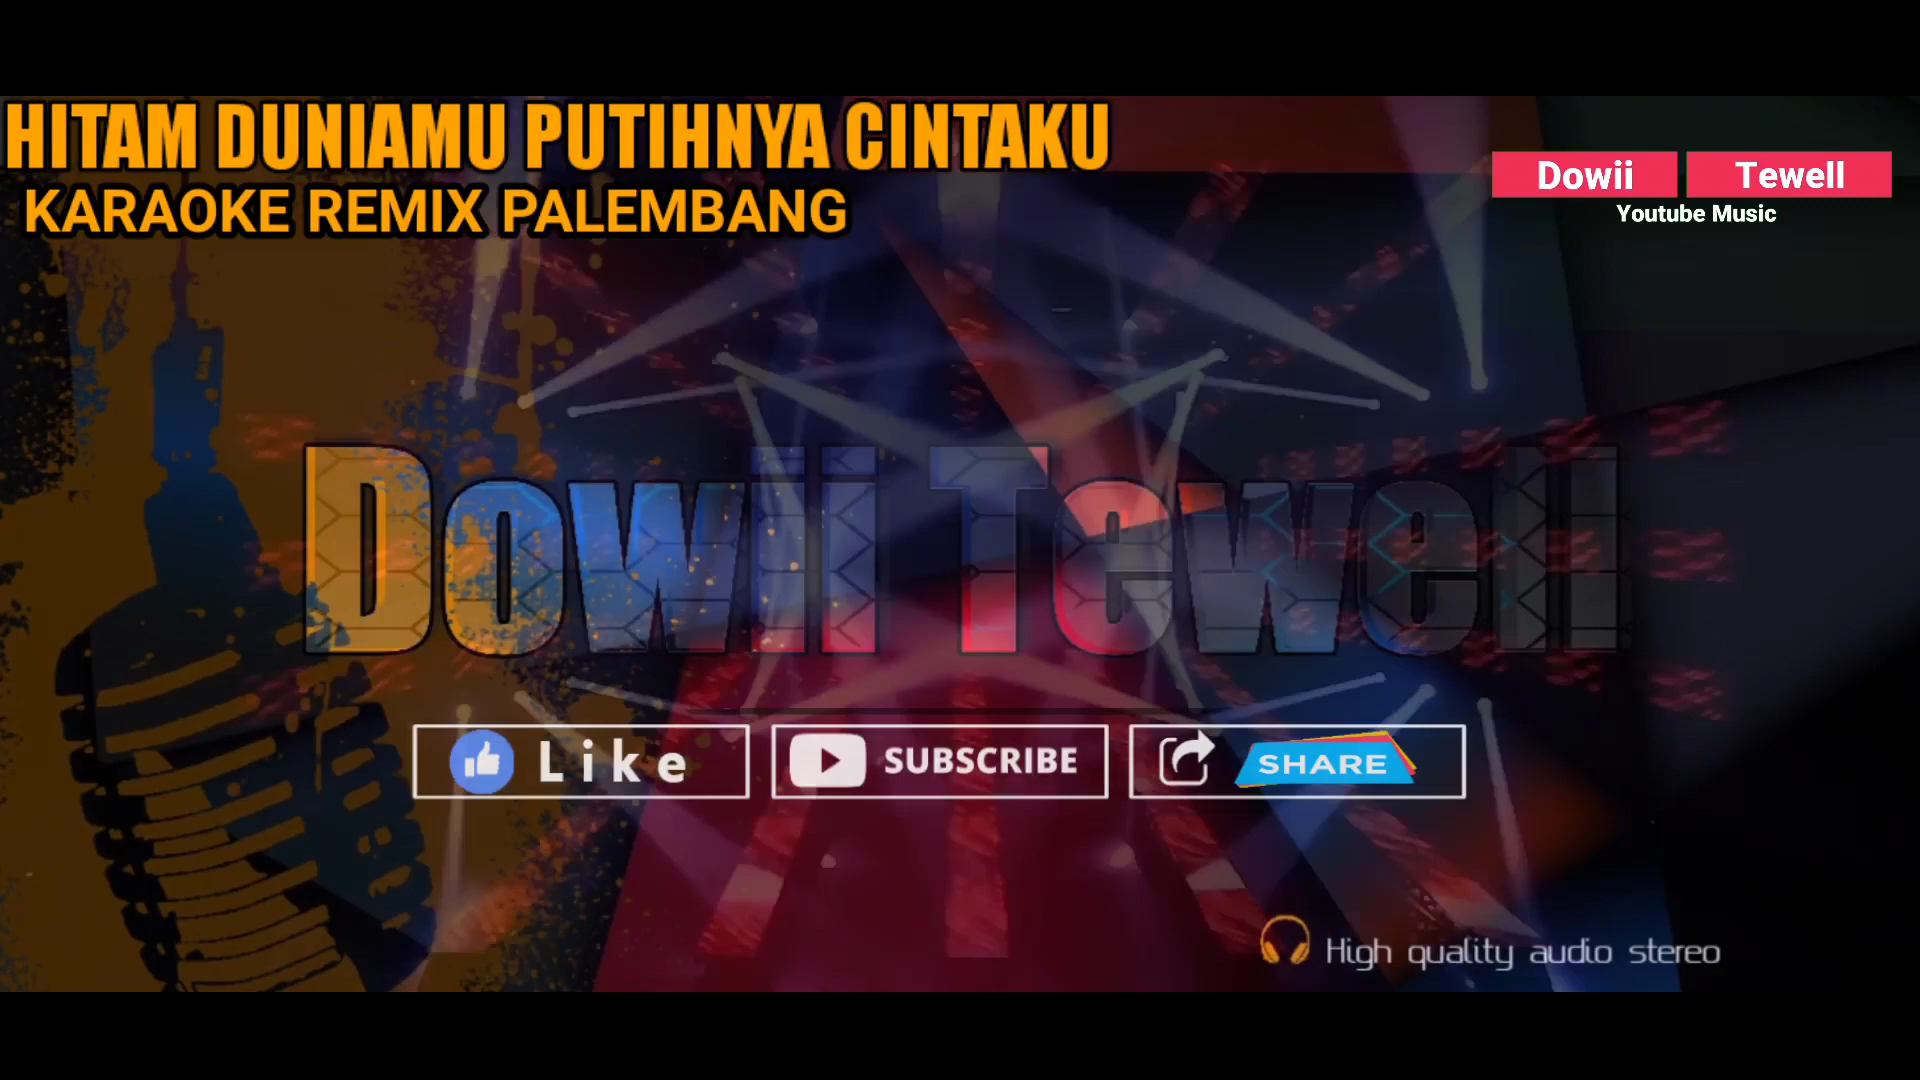 HITAM DUNIAMU PUTIHNYA CINTAKU
KARAOKE REMIX PALEMBANG
Dowii Tewell
Youtube Music
Dowii Tewell
Like SUBSCRIBE SHARE
High quality audio stereo